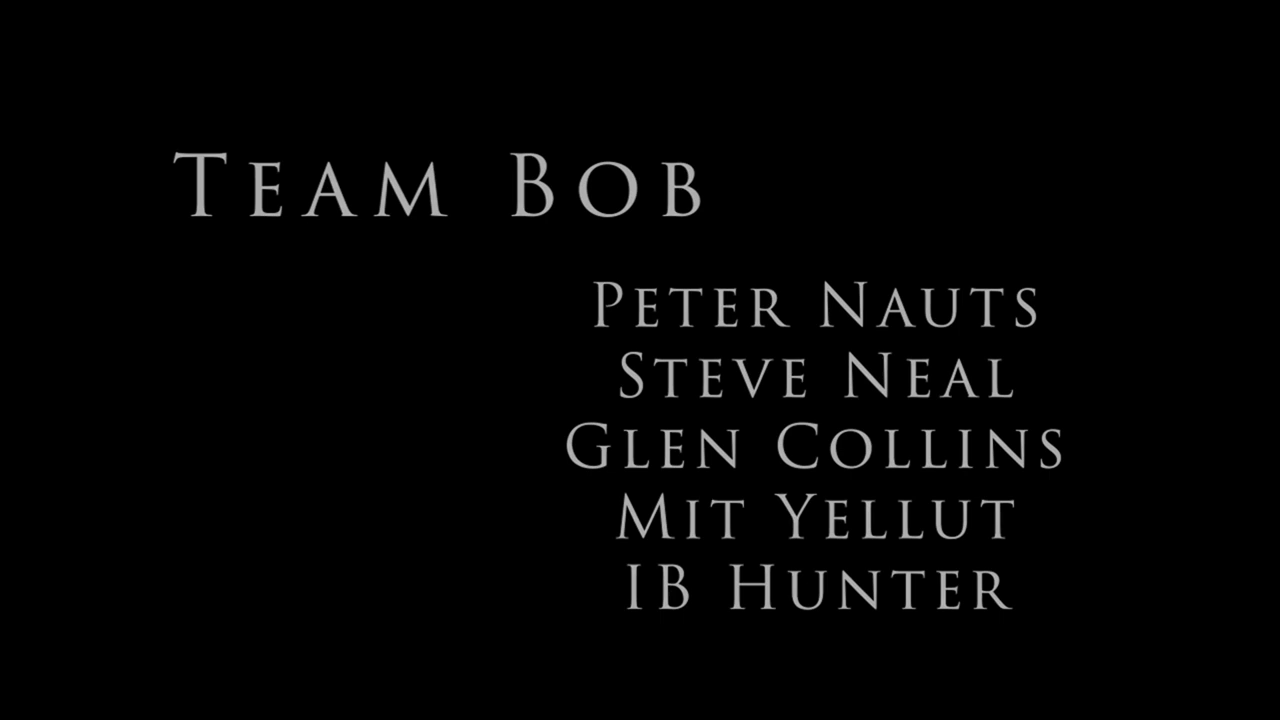 Team Bob
Peter Nauts
Steve Neal
Glen Collins
Mit Yellut
IB Hunter